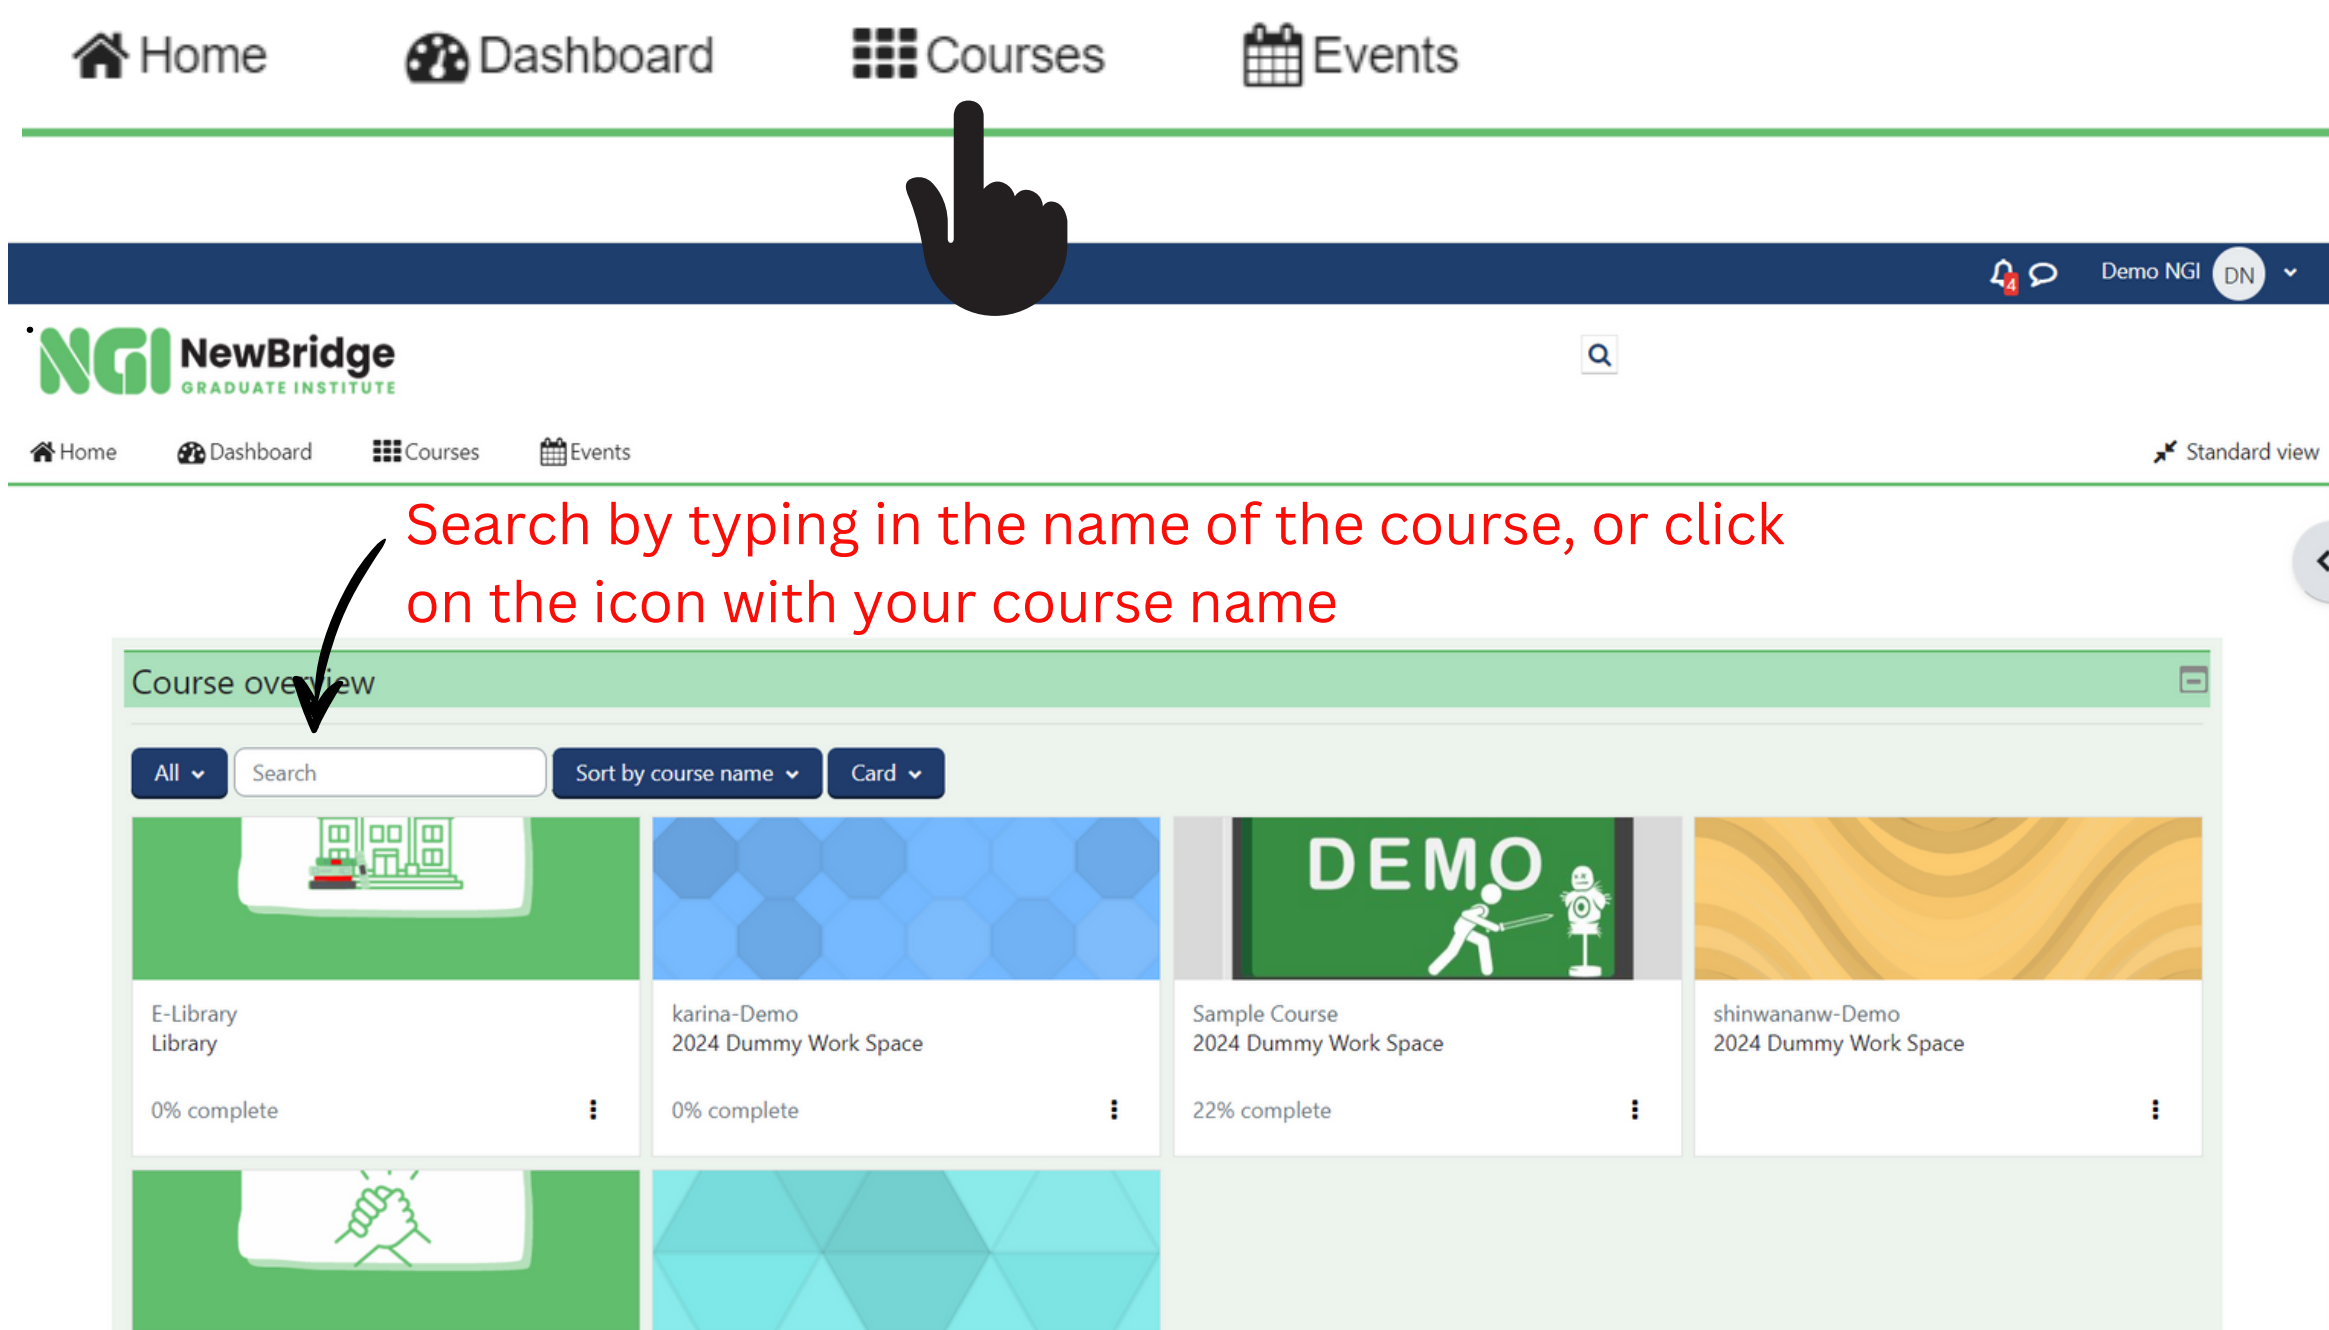 Home Dashboard Courses Events
4 Demo NGI DN
NGI NewBridge
GRADUATE INSTITUTE
Home Dashboard Courses Events Standard view
Search by typing in the name of the course, or click
on the icon with your course name
Course overview
All Search Sort by course name Card
DEMO
E-Library karina-Demo Sample Course shinwananw-Demo
Library 2024 Dummy Work Space 2024 Dummy Work Space 2024 Dummy Work Space
0% complete 0% complete 22% complete